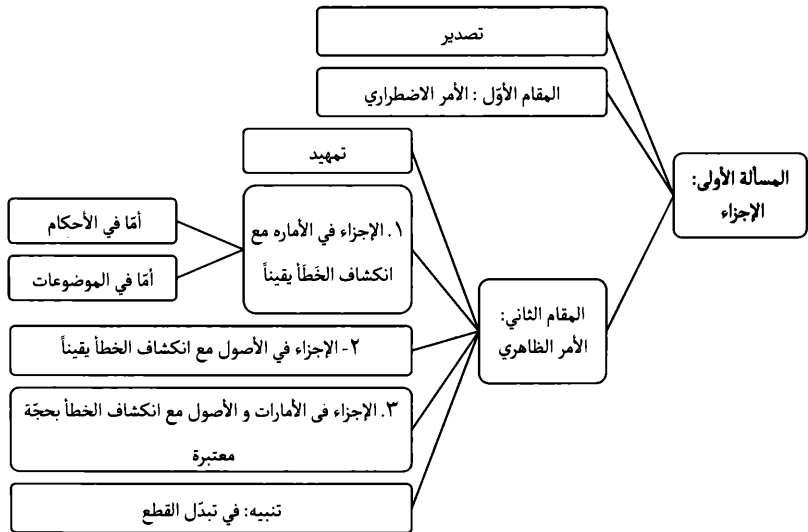 المسألة الأولى:
الإجزاء
تصدير
المقام الأوّل : الأمر الاضطراري
المقام الثاني:
الأمر الظاهري
تمهيد
١. الإجزاء في الأماره مع
انكشاف الخَطَأ يقيناً
أمّا في الأحكام
أمّا في الموضوعات
٢- الإجزاء في الأصول مع انكشاف الخطأ يقيناً
٣. الإجزاء فى الأمارات و الأصول مع انكشاف الخطأ بحجّة
معتبرة
تنبيه: في تبدّل القطع